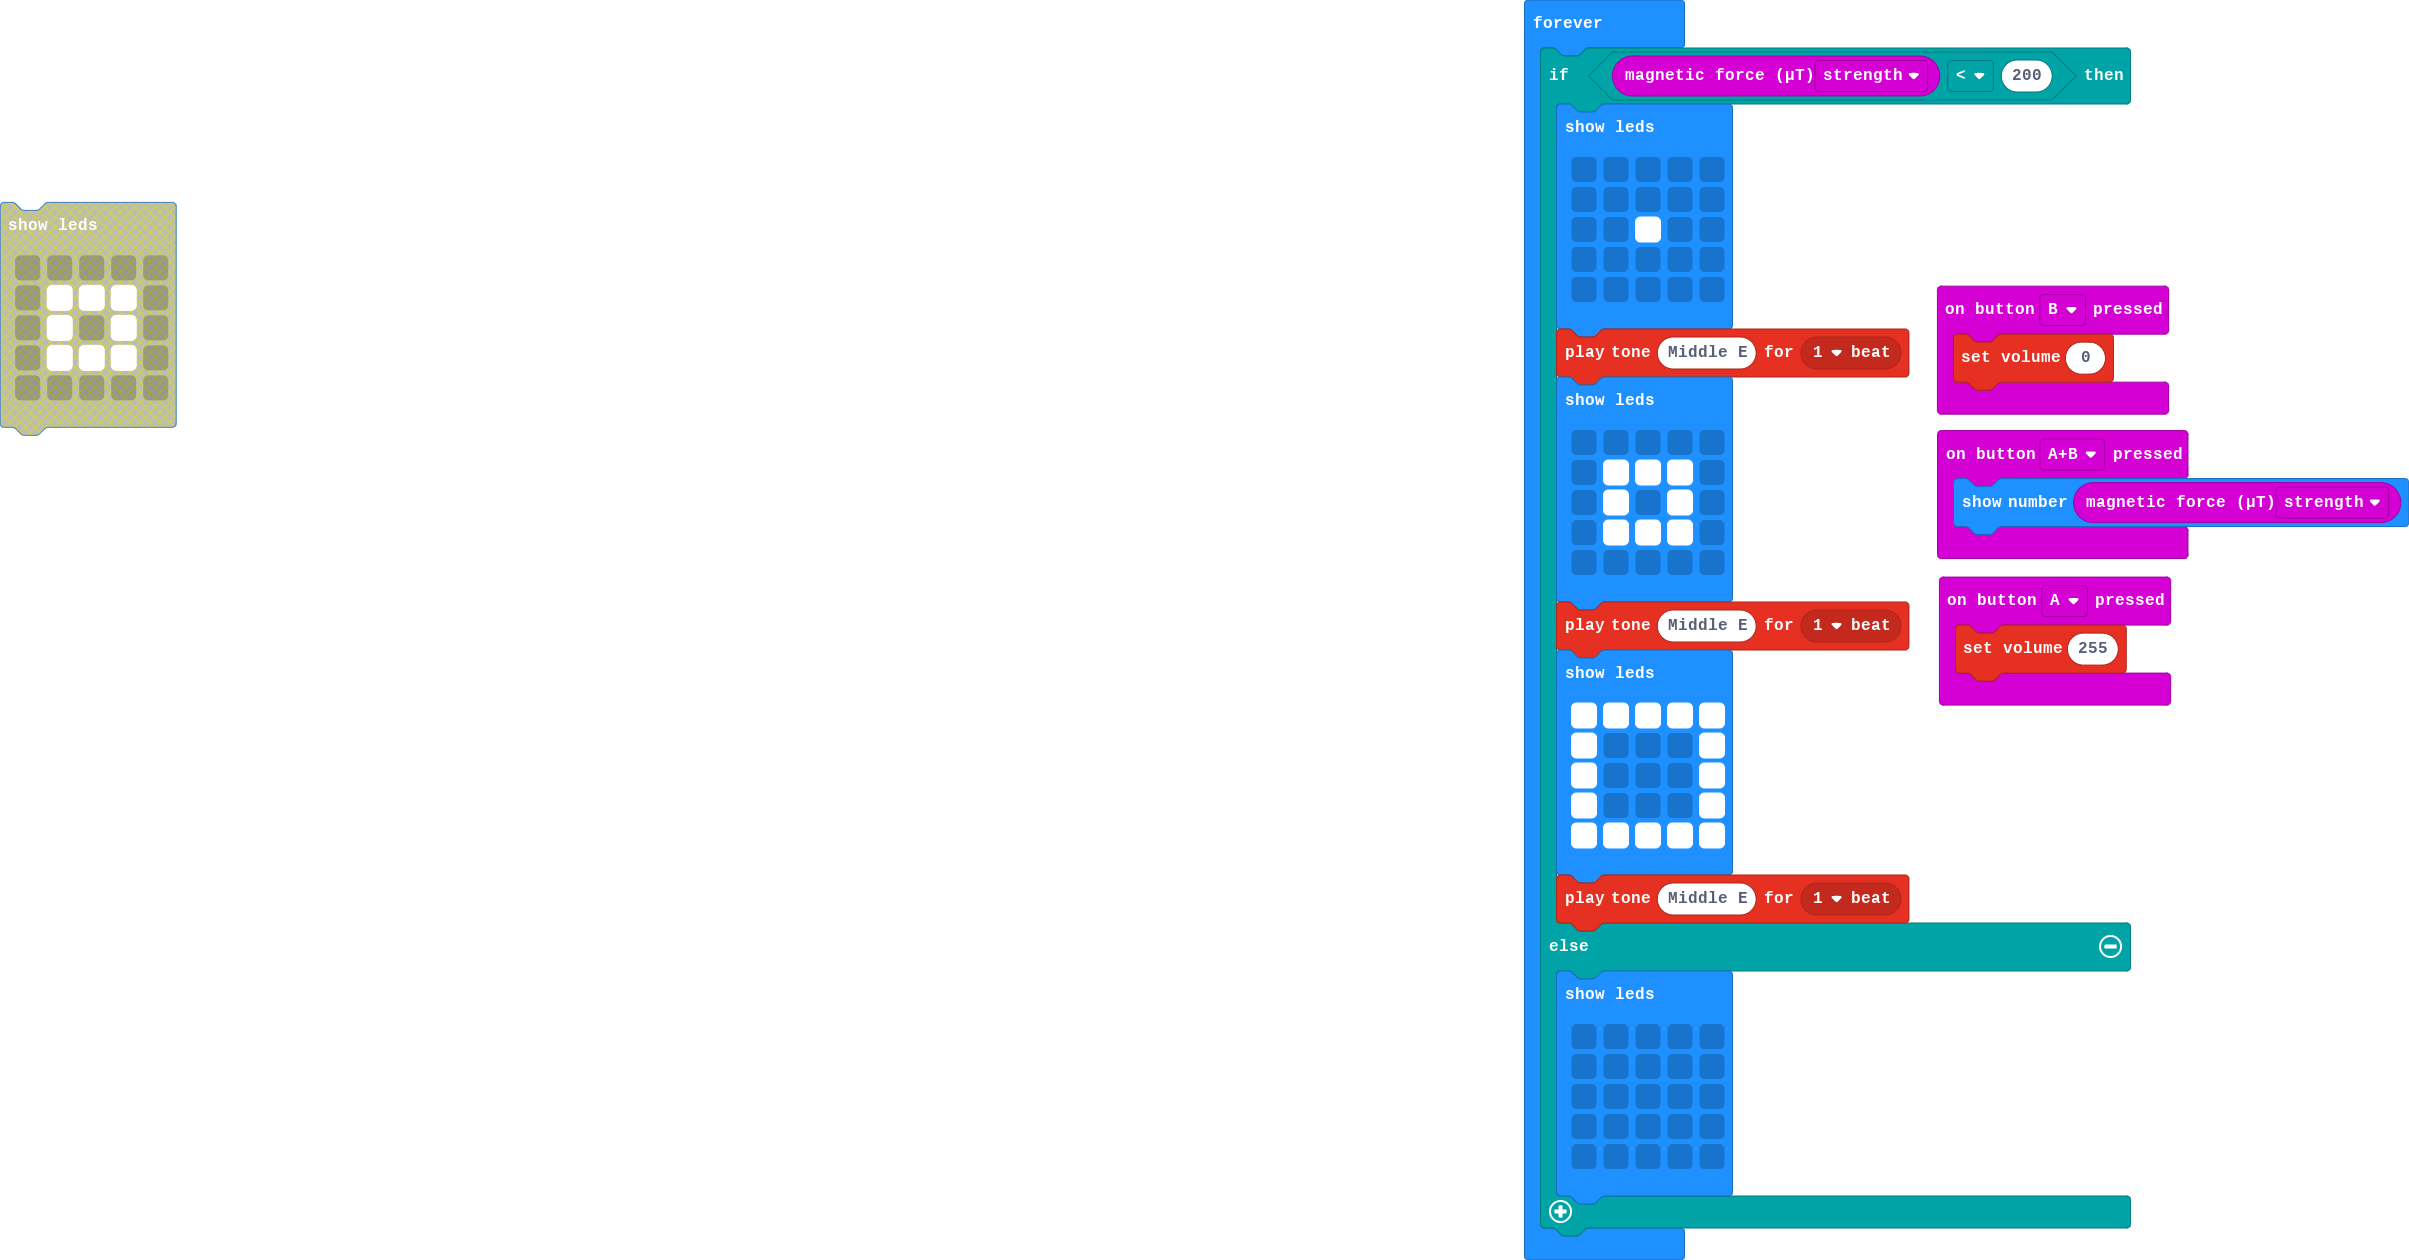 show leds
forever
if magnetic force (µT) strength < 200 then
show leds
play tone Middle E for 1 beat
show leds
play tone Middle E for 1 beat
show leds
play tone Middle E for 1 beat
else
show leds
on button B pressed
set volume 0
on button A+B pressed
show number magnetic force (µT) strength
on button A pressed
set volume 255